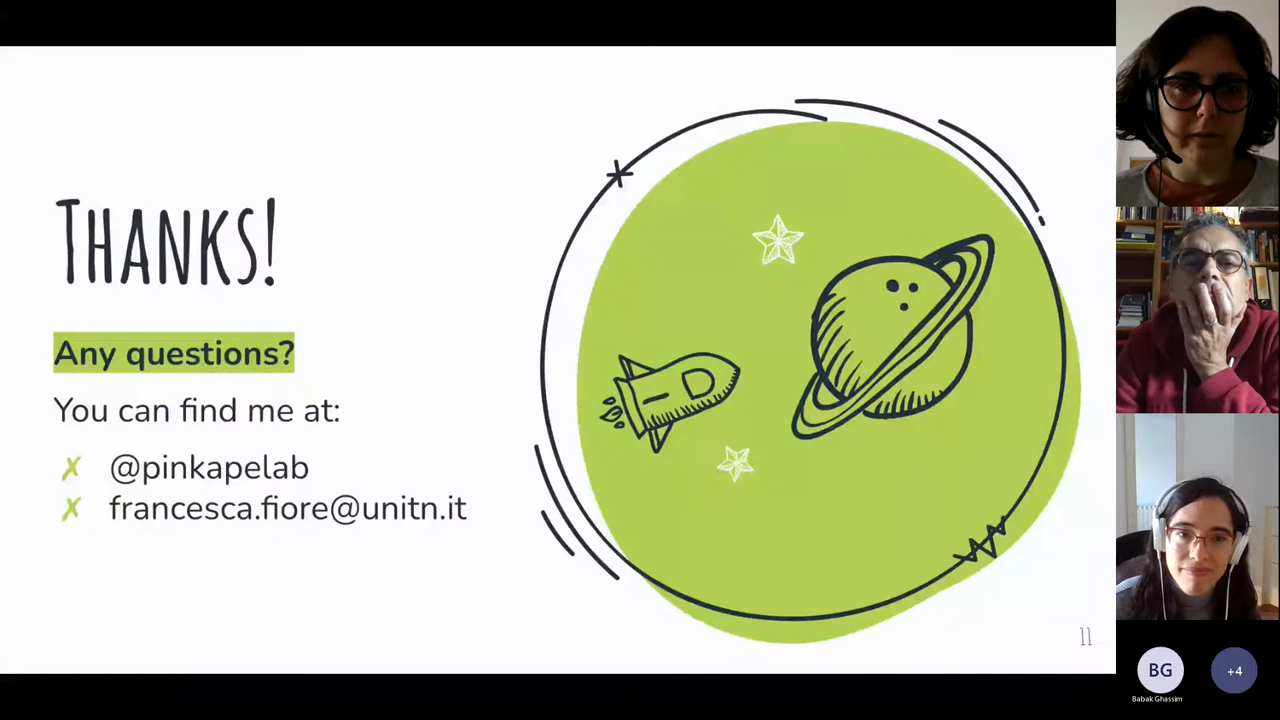 THANKS!
Any questions?
You can find me at:
✗ @pinkapelab
✗ francesca.fiore@unitn.it
11
BG
+4
Babak Ghassim